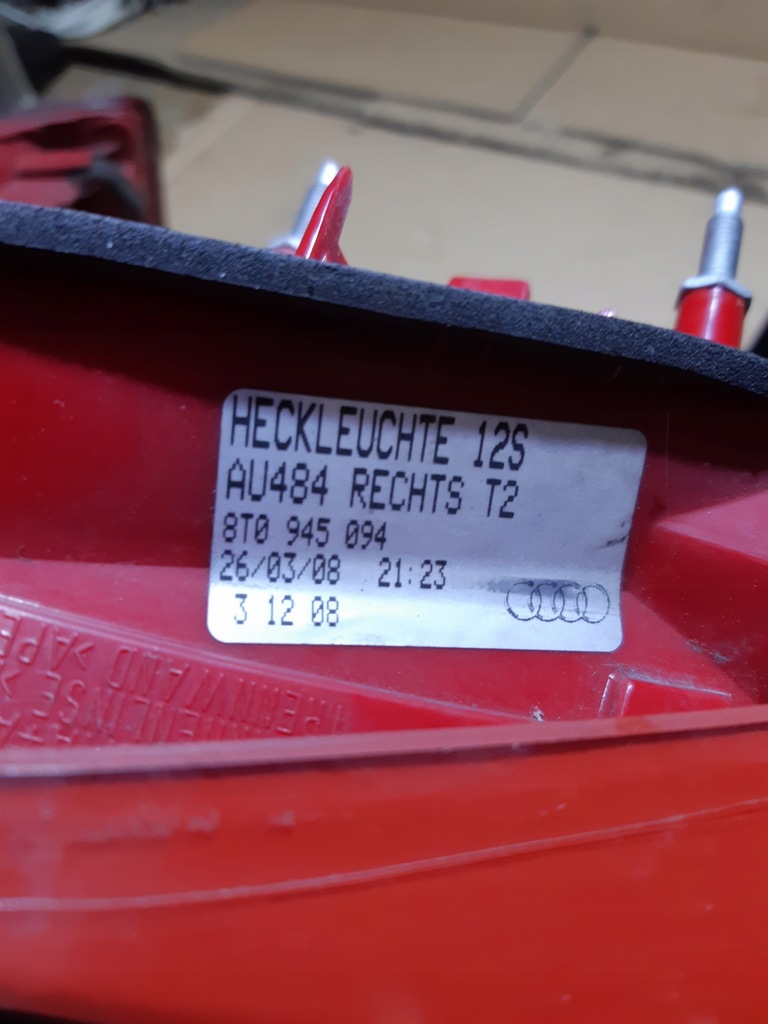 HECKLEUCHTE 12S
AU484 RECHTS T2
8T0 945 094
26/03/08 21:23
3 12 08